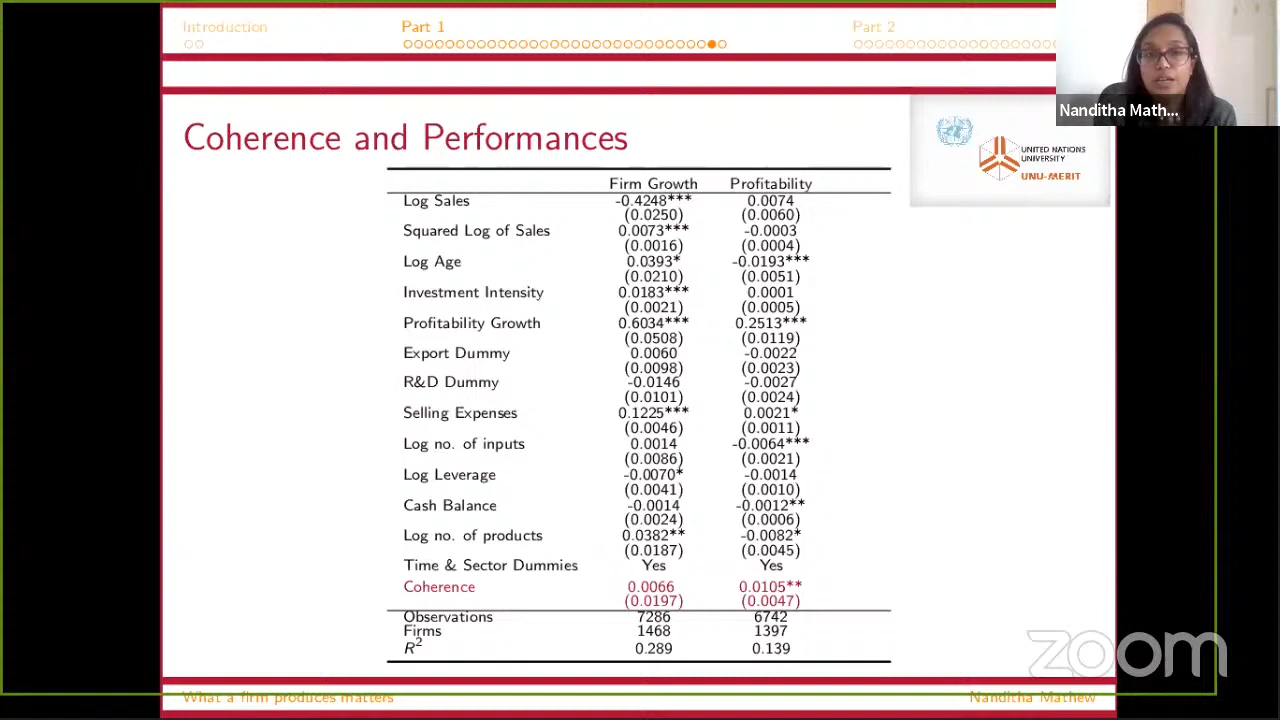 Introduction Part 1 Part 2
Nanditha Math...
Coherence and Performances
UNITED NATIONS
UNIVERSITY
UNU-MERIT
Firm Growth Profitability
Log Sales -0.4248*** 0.0074
(0.0250) (0.0060)
Squared Log of Sales 0.0073*** -0.0003
(0.0016) (0.0004)
Log Age 0.0393* -0.0193***
(0.0210) (0.0051)
Investment Intensity 0.0183*** 0.0001
(0.0021) (0.0005)
Profitability Growth 0.6034*** 0.2513***
(0.0508) (0.0119)
Export Dummy 0.0060 -0.0022
(0.0098) (0.0023)
R&D Dummy -0.0146 -0.0027
(0.0101) (0.0024)
Selling Expenses 0.1225*** 0.0021*
(0.0046) (0.0011)
Log no. of inputs 0.0014 -0.0064***
(0.0086) (0.0021)
Log Leverage -0.0070* -0.0014
(0.0041) (0.0010)
Cash Balance -0.0014 -0.0012**
(0.0024) (0.0006)
Log no. of products 0.0382** -0.0082*
(0.0187) (0.0045)
Time & Sector Dummies Yes Yes
Coherence 0.0066 0.0105**
(0.0197) (0.0047)
Observations 7286 6742
Firms 1468 1397
R² 0.289 0.139
zoom
What a firm produces matters Nanditha Mathew